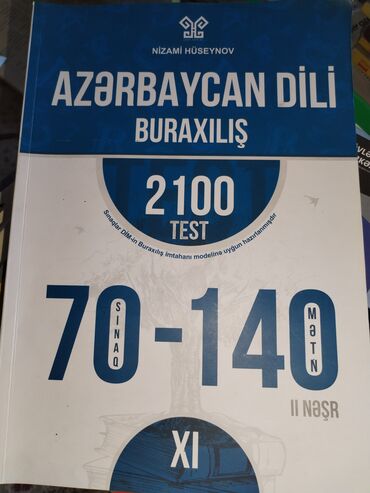 NİZAMİ HÜSEYNOV
AZƏRBAYCAN DİLİ
BURAXILIŞ
2100
TEST
Sınaqlar DİM-in Buraxılış imtahanı modelinə uyğun hazırlanmışdır
70 - 140
SINAQ
MƏTN
II NƏŞR
XI